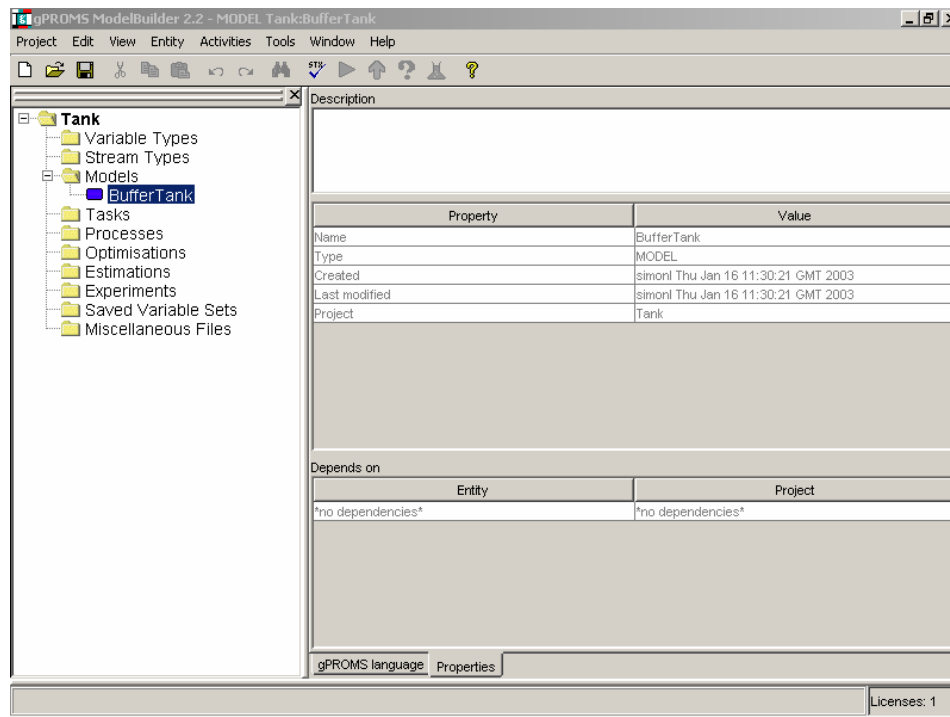 gPROMS ModelBuilder 2.2 - MODEL Tank:BufferTank
Project Edit View Entity Activities Tools Window Help
Description
Tank
Variable Types
Stream Types
Models
BufferTank
Tasks
Processes
Optimisations
Estimations
Experiments
Saved Variable Sets
Miscellaneous Files
Property Value
Name BufferTank
Type MODEL
Created simonl Thu Jan 16 11:30:21 GMT 2003
Last modified simonl Thu Jan 16 11:30:21 GMT 2003
Project Tank
Depends on
Entity Project
*no dependencies* *no dependencies*
gPROMS language Properties
Licenses: 1